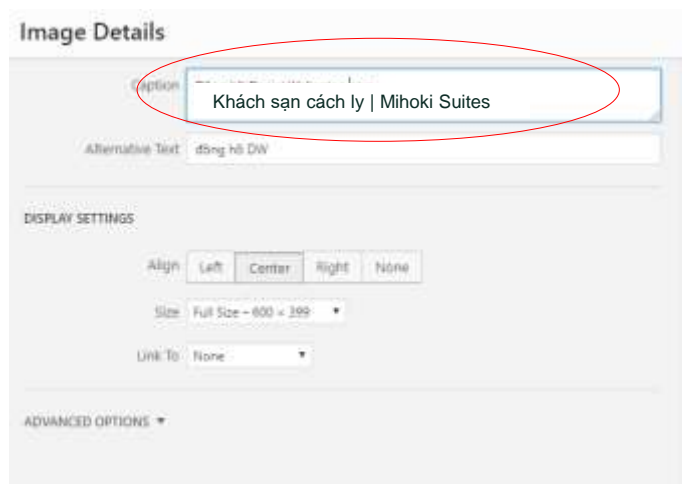 Image Details
Caption
Khách sạn cách ly | Mihoki Suites
Alternative Text đồng hồ DW
DISPLAY SETTINGS
Align Left Center Right None
Size Full Size – 600 × 399
Link To None
ADVANCED OPTIONS